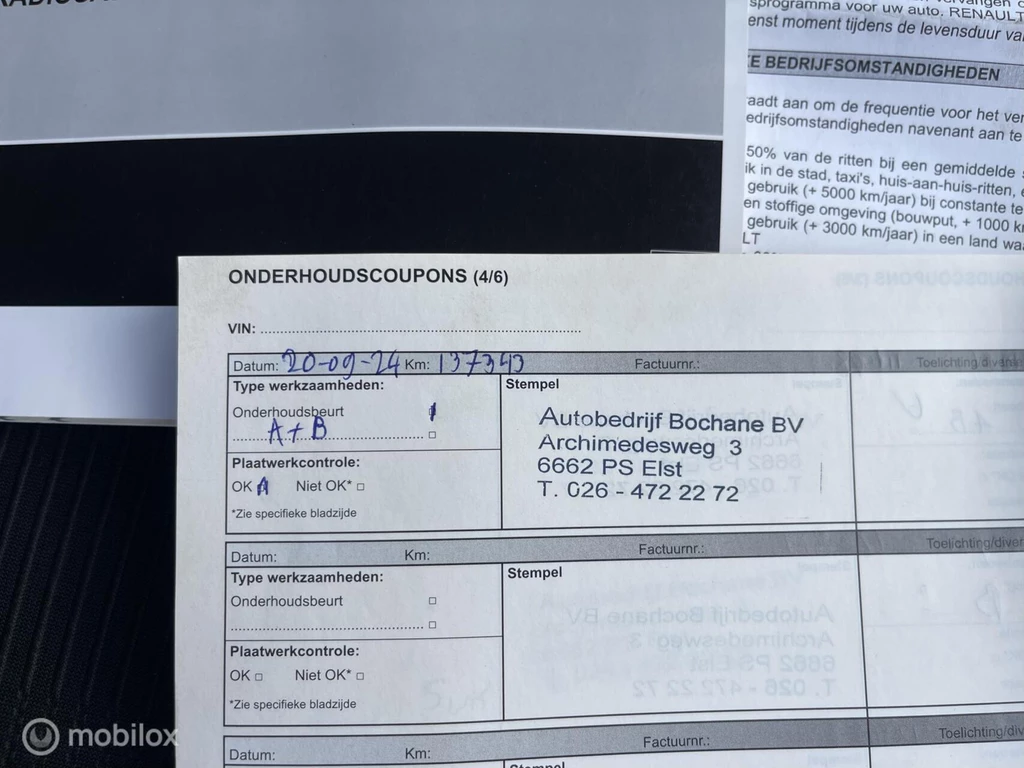 sprogramma voor uw auto. RENAULT
enst moment tijdens de levensduur va
E BEDRIJFSOMSTANDIGHEDEN
aadt aan om de frequentie voor het ver
edrijfsomstandigheden navenant aan te
50% van de ritten bij een gemiddelde
ik in de stad, taxi's, huis-aan-huis-ritten,
gebruik (+ 5000 km/jaar) bij constante te
en stoffige omgeving (bouwput, + 1000 k
gebruik (+ 3000 km/jaar) in een land wa
LT
ONDERHOUDSCOUPONS (4/6)
VIN:
Datum: 20-09-24 Km: 137343 Factuurnr.: Toelichting/divers
Type werkzaamheden:
Stempel
Onderhoudsbeurt
A+B
Plaatwerkcontrole:
OK Niet OK*
*Zie specifieke bladzijde
Autobedrijf Bochane BV
Archimedesweg 3
6662 PS Elst
T. 026 - 472 22 72
Datum: Km: Factuurnr.: Toelichting/diver
Type werkzaamheden:
Stempel
Onderhoudsbeurt
Plaatwerkcontrole:
OK Niet OK*
*Zie specifieke bladzijde
Datum: Km: Factuurnr.: Toelichting/div
Stempel
mobilox